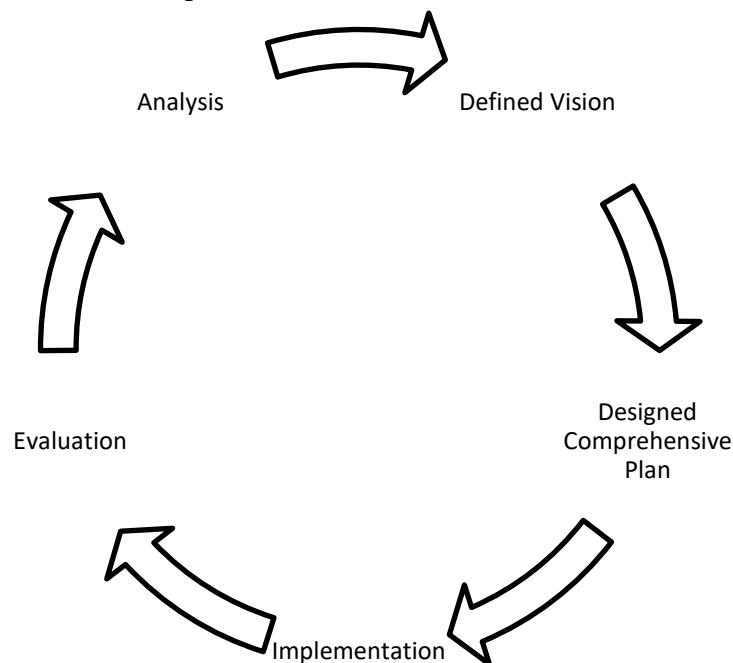 Analysis
Defined Vision
Designed
Comprehensive
Plan
Implementation
Evaluation